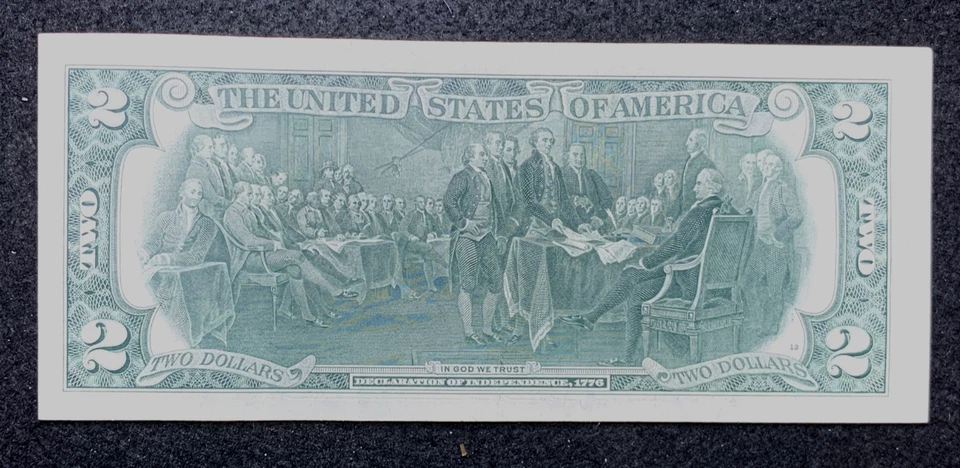 2 THE UNITED STATES OF AMERICA 2
TWO TWO
12
2 TWO DOLLARS IN GOD WE TRUST TWO DOLLARS 2
DECLARATION OF INDEPENDENCE, 1776